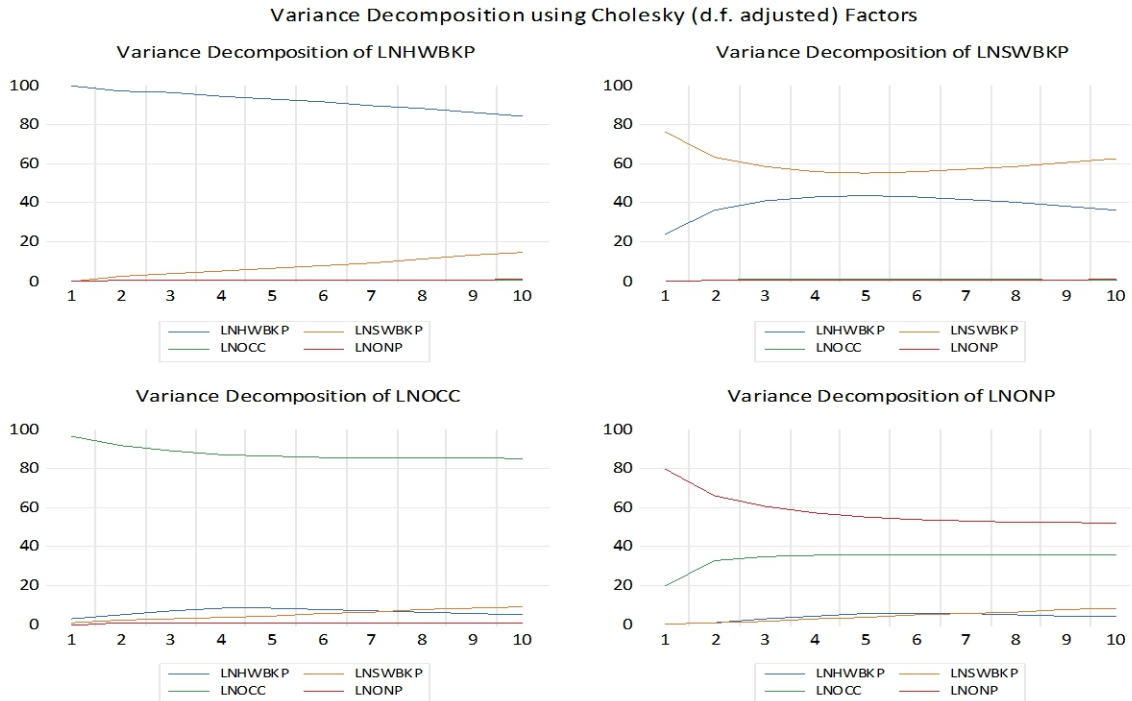 Variance Decomposition using Cholesky (d.f. adjusted) Factors
Variance Decomposition of LNHWBKP
100
80
60
40
20
0
1 2 3 4 5 6 7 8 9 10
LNHWBKP LNSWBKP
LNOCC LNONP
Variance Decomposition of LNSWBKP
100
80
60
40
20
0
1 2 3 4 5 6 7 8 9 10
LNHWBKP LNSWBKP
LNOCC LNONP
Variance Decomposition of LNOCC
100
80
60
40
20
0
1 2 3 4 5 6 7 8 9 10
LNHWBKP LNSWBKP
LNOCC LNONP
Variance Decomposition of LNONP
100
80
60
40
20
0
1 2 3 4 5 6 7 8 9 10
LNHWBKP LNSWBKP
LNOCC LNONP